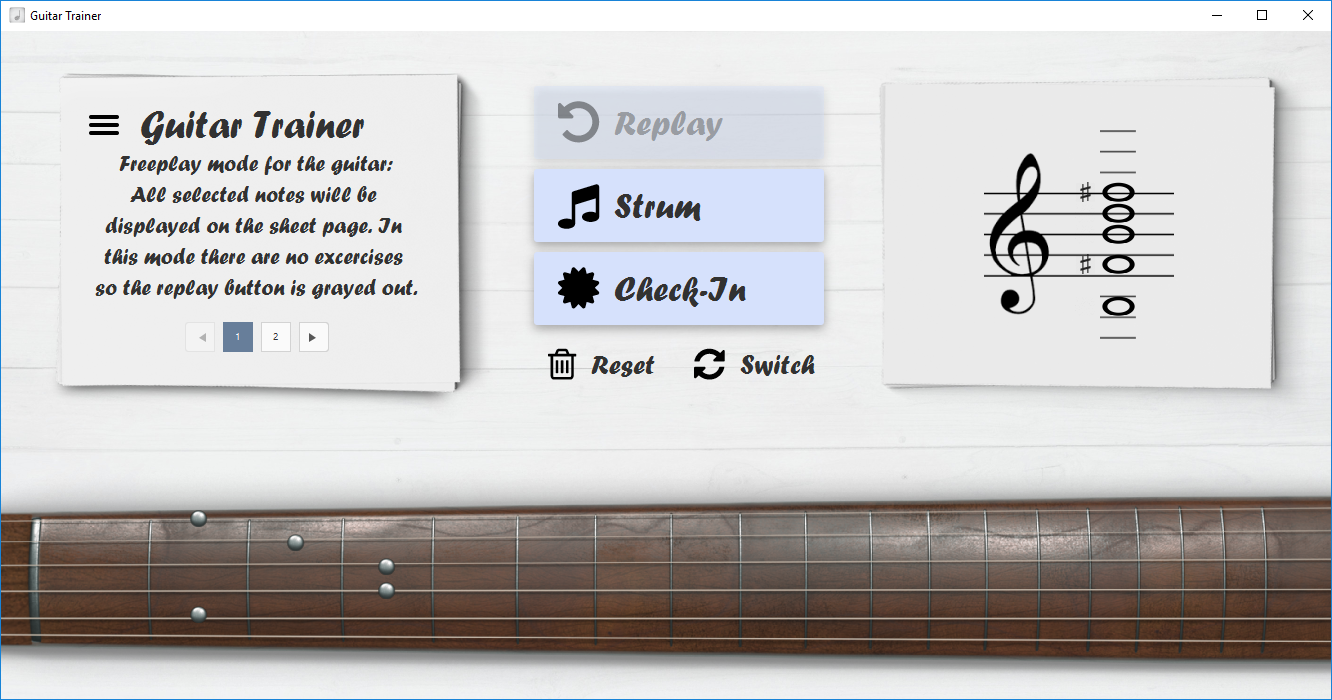 Guitar Trainer
Guitar Trainer
Freeplay mode for the guitar:
All selected notes will be
displayed on the sheet page. In
this mode there are no excercises
so the replay button is grayed out.
1
2
Replay
Strum
Check-In
Reset
Switch